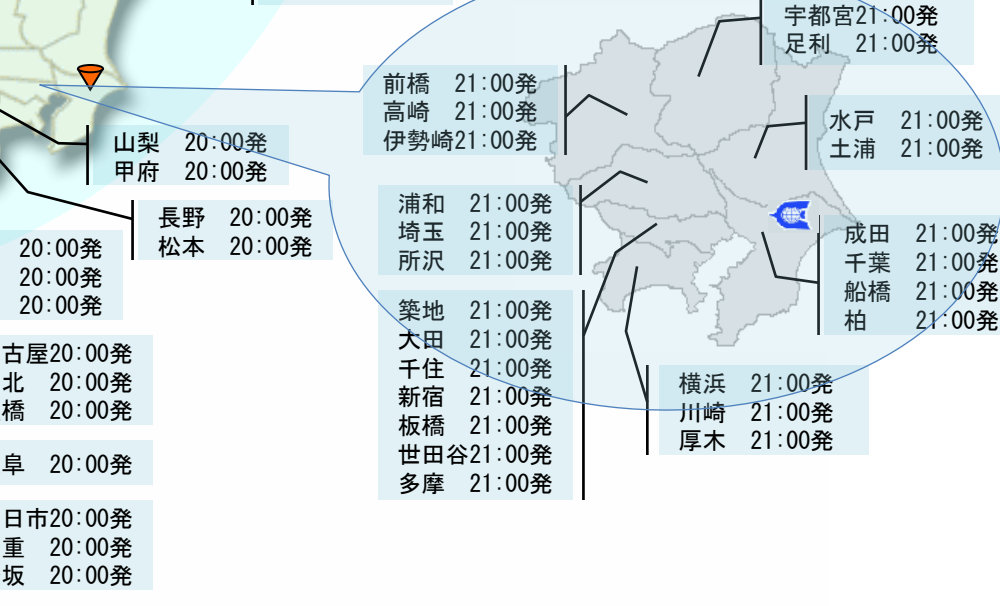 宇都宮21:00発
足利　21:00発
前橋　21:00発
高崎　21:00発
伊勢崎21:00発
水戸　21:00発
土浦　21:00発
山梨　20:00発
甲府　20:00発
長野　20:00発
松本　20:00発
浦和　21:00発
埼玉　21:00発
所沢　21:00発
成田　21:00発
千葉　21:00発
船橋　21:00発
柏　21:00発
20:00発
20:00発
20:00発
築地　21:00発
大田　21:00発
千住　21:00発
新宿　21:00発
板橋　21:00発
世田谷21:00発
多摩　21:00発
横浜　21:00発
川崎　21:00発
厚木　21:00発
古屋20:00発
北　20:00発
橋　20:00発
阜　20:00発
日市20:00発
重　20:00発
坂　20:00発